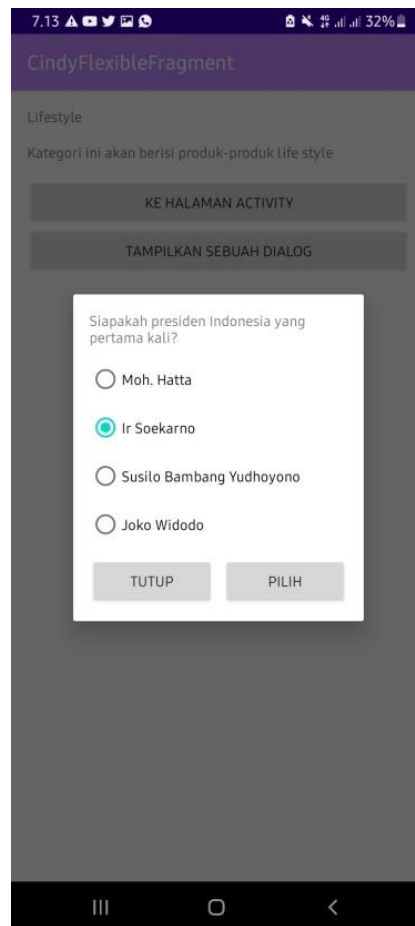 7.13 32%
CindyFlexibleFragment
Lifestyle
Kategori ini akan berisi produk-produk life style
KE HALAMAN ACTIVITY
TAMPILKAN SEBUAH DIALOG
Siapakah presiden Indonesia yang
pertama kali?
Moh. Hatta
Ir Soekarno
Susilo Bambang Yudhoyono
Joko Widodo
TUTUP PILIH